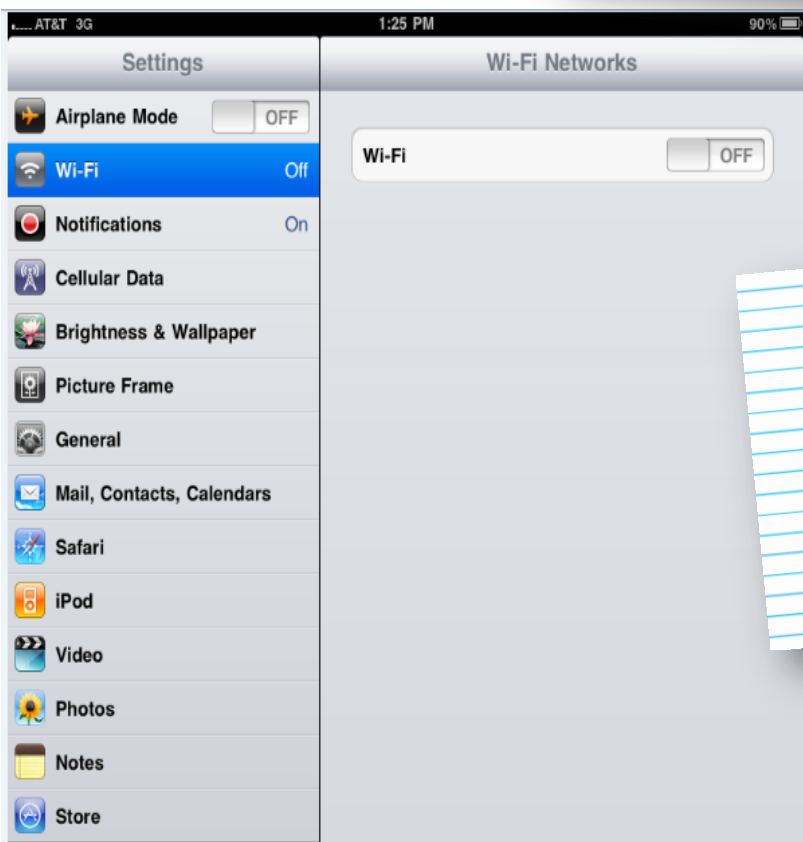 AT&T 3G 1:25 PM 90%
Settings
Wi-Fi Networks
Airplane Mode OFF
Wi-Fi Off
Wi-Fi OFF
Notifications On
Cellular Data
Brightness & Wallpaper
Picture Frame
General
Mail, Contacts, Calendars
Safari
iPod
Video
Photos
Notes
Store